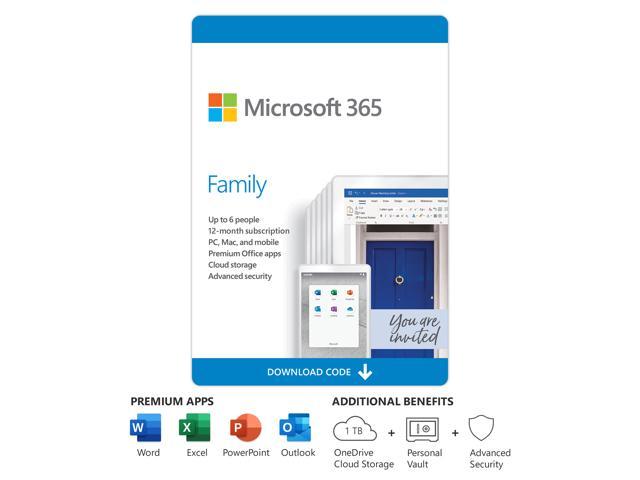 Microsoft 365
Family
Up to 6 people
12-month subscription
PC, Mac, and mobile
Premium Office apps
Cloud storage
Advanced security
You are
invited
Microsoft
DOWNLOAD CODE
PREMIUM APPS
ADDITIONAL BENEFITS
W X P O 1 TB + +
Word Excel PowerPoint Outlook OneDrive
Cloud Storage Personal
Vault Advanced
Security